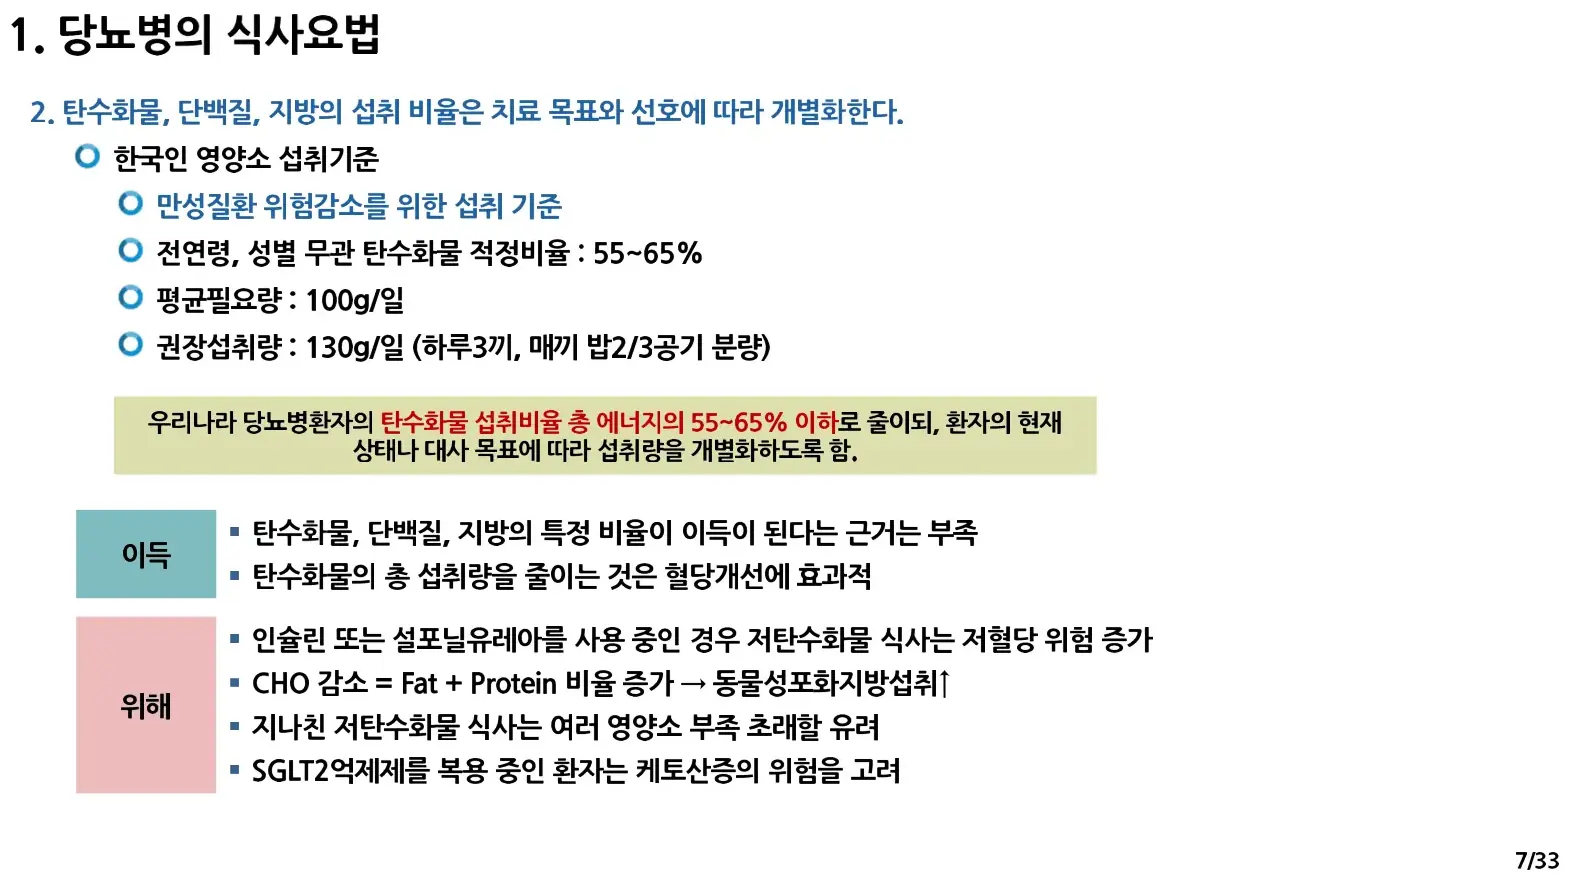 1. 당뇨병의 식사요법
2. 탄수화물, 단백질, 지방의 섭취 비율은 치료 목표와 선호에 따라 개별화한다.
한국인 영양소 섭취기준
만성질환 위험감소를 위한 섭취 기준
전연령, 성별 무관 탄수화물 적정비율 : 55~65%
평균필요량 : 100g/일
권장섭취량 : 130g/일 (하루3끼, 매끼 밥2/3공기 분량)
우리나라 당뇨병환자의 탄수화물 섭취비율 총 에너지의 55~65% 이하로 줄이되, 환자의 현재
상태나 대사 목표에 따라 섭취량을 개별화하도록 함.
이득
▪ 탄수화물, 단백질, 지방의 특정 비율이 이득이 된다는 근거는 부족
▪ 탄수화물의 총 섭취량을 줄이는 것은 혈당개선에 효과적
위해
▪ 인슐린 또는 설포닐유레아를 사용 중인 경우 저탄수화물 식사는 저혈당 위험 증가
▪ CHO 감소 = Fat + Protein 비율 증가 → 동물성포화지방섭취↑
▪ 지나친 저탄수화물 식사는 여러 영양소 부족 초래할 유려
▪ SGLT2억제제를 복용 중인 환자는 케토산증의 위험을 고려
7/33